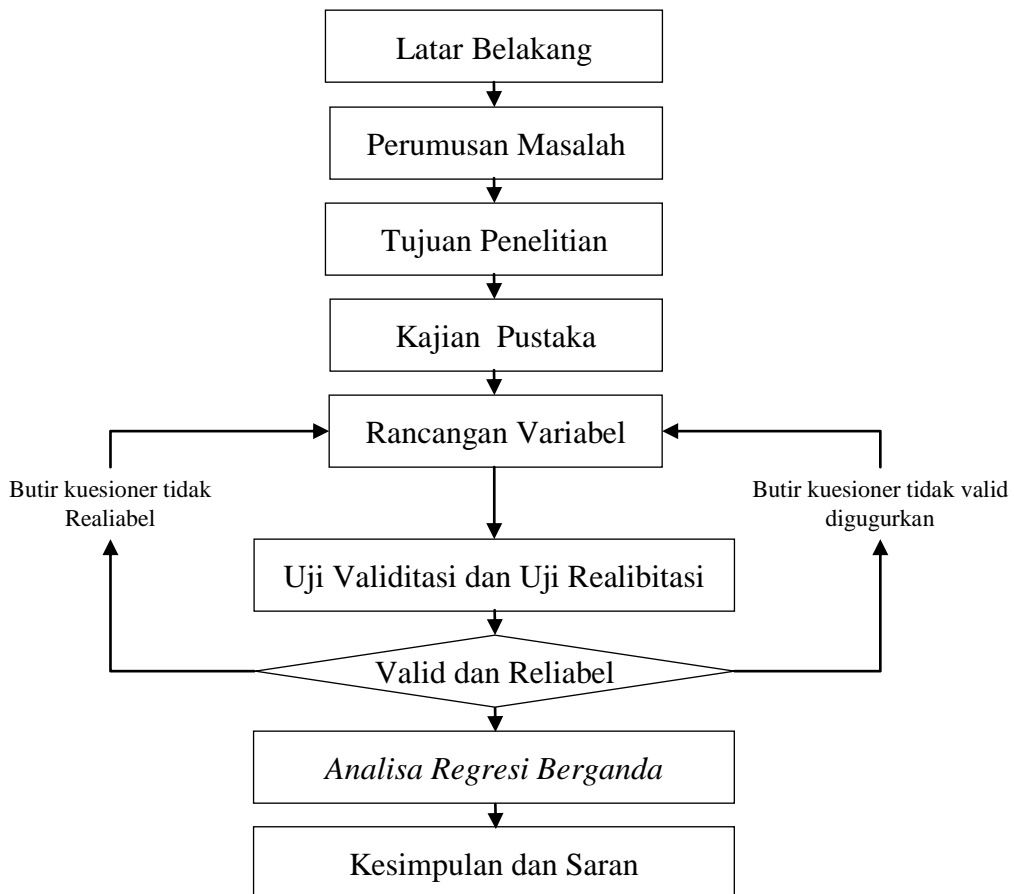 Latar Belakang
Perumusan Masalah
Tujuan Penelitian
Kajian  Pustaka
Rancangan Variabel
Butir kuesioner tidak
Realiabel
Butir kuesioner tidak valid
digugurkan
Uji Validitasi dan Uji Realibitasi
Valid dan Reliabel
Analisa Regresi Berganda
Kesimpulan dan Saran